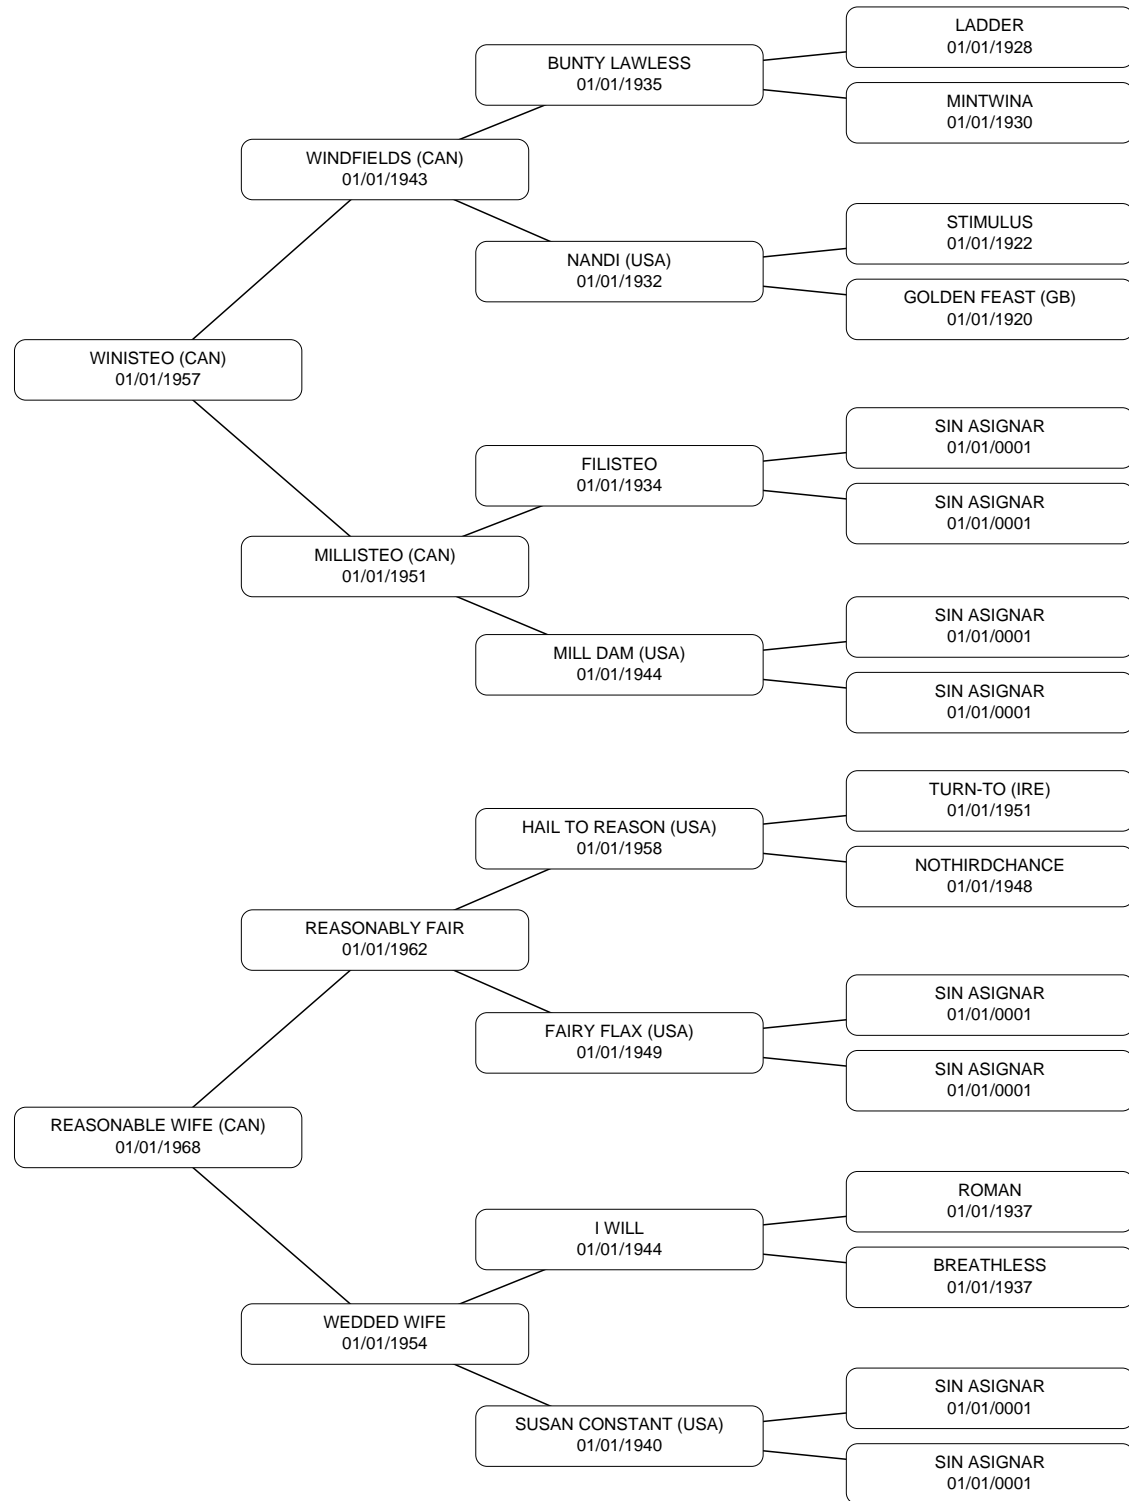 LADDER
01/01/1928
BUNTY LAWLESS
01/01/1935
MINTWINA
01/01/1930
WINDFIELDS (CAN)
01/01/1943
STIMULUS
01/01/1922
NANDI (USA)
01/01/1932
GOLDEN FEAST (GB)
01/01/1920
WINISTEO (CAN)
01/01/1957
SIN ASIGNAR
01/01/0001
FILISTEO
01/01/1934
SIN ASIGNAR
01/01/0001
MILLISTEO (CAN)
01/01/1951
SIN ASIGNAR
01/01/0001
MILL DAM (USA)
01/01/1944
SIN ASIGNAR
01/01/0001
TURN-TO (IRE)
01/01/1951
HAIL TO REASON (USA)
01/01/1958
NOTHIRDCHANCE
01/01/1948
REASONABLY FAIR
01/01/1962
SIN ASIGNAR
01/01/0001
FAIRY FLAX (USA)
01/01/1949
SIN ASIGNAR
01/01/0001
REASONABLE WIFE (CAN)
01/01/1968
ROMAN
01/01/1937
I WILL
01/01/1944
BREATHLESS
01/01/1937
WEDDED WIFE
01/01/1954
SIN ASIGNAR
01/01/0001
SUSAN CONSTANT (USA)
01/01/1940
SIN ASIGNAR
01/01/0001